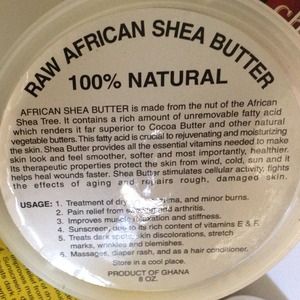 RAW AFRICAN SHEA BUTTER
100% NATURAL
AFRICAN SHEA BUTTER is made from the nut of the African
Shea Tree. It contains a rich amount of unremovable fatty acid
which renders it far superior to Cocoa Butter and other natural
vegetable butters. This fatty acid is crucial to rejuvenating and moisturizing
the skin. Shea Butter provides all the essential vitamins needed to make
skin look and feel smoother, softer and most importantly, healthier.
Its therapeutic properties protect the skin from wind, cold, sun and it
helps heal wounds faster. Shea Butter stimulates cellular activity, fights
the effects of aging and repairs rough, damaged skin.
USAGE: 1. Treatment of dry and minor burns.
2. Pain relief from and arthritis.
3. Improves muscle relaxation and stiffness.
4. Sunscreen, due to its rich content of vitamins E & F.
5. Treats dark spots, skin discolorations, stretch
marks, wrinkles and blemishes.
6. Massages, diaper rash, and as a hair conditioner.
Store in a cool place.
PRODUCT OF GHANA
8 OZ.